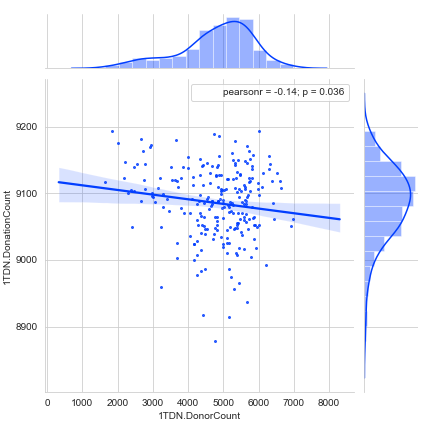 pearsonr = -0.14; p = 0.036
9200
9100
9000
8900
1TDN.DonationCount
0 1000 2000 3000 4000 5000 6000 7000 8000
1TDN.DonorCount